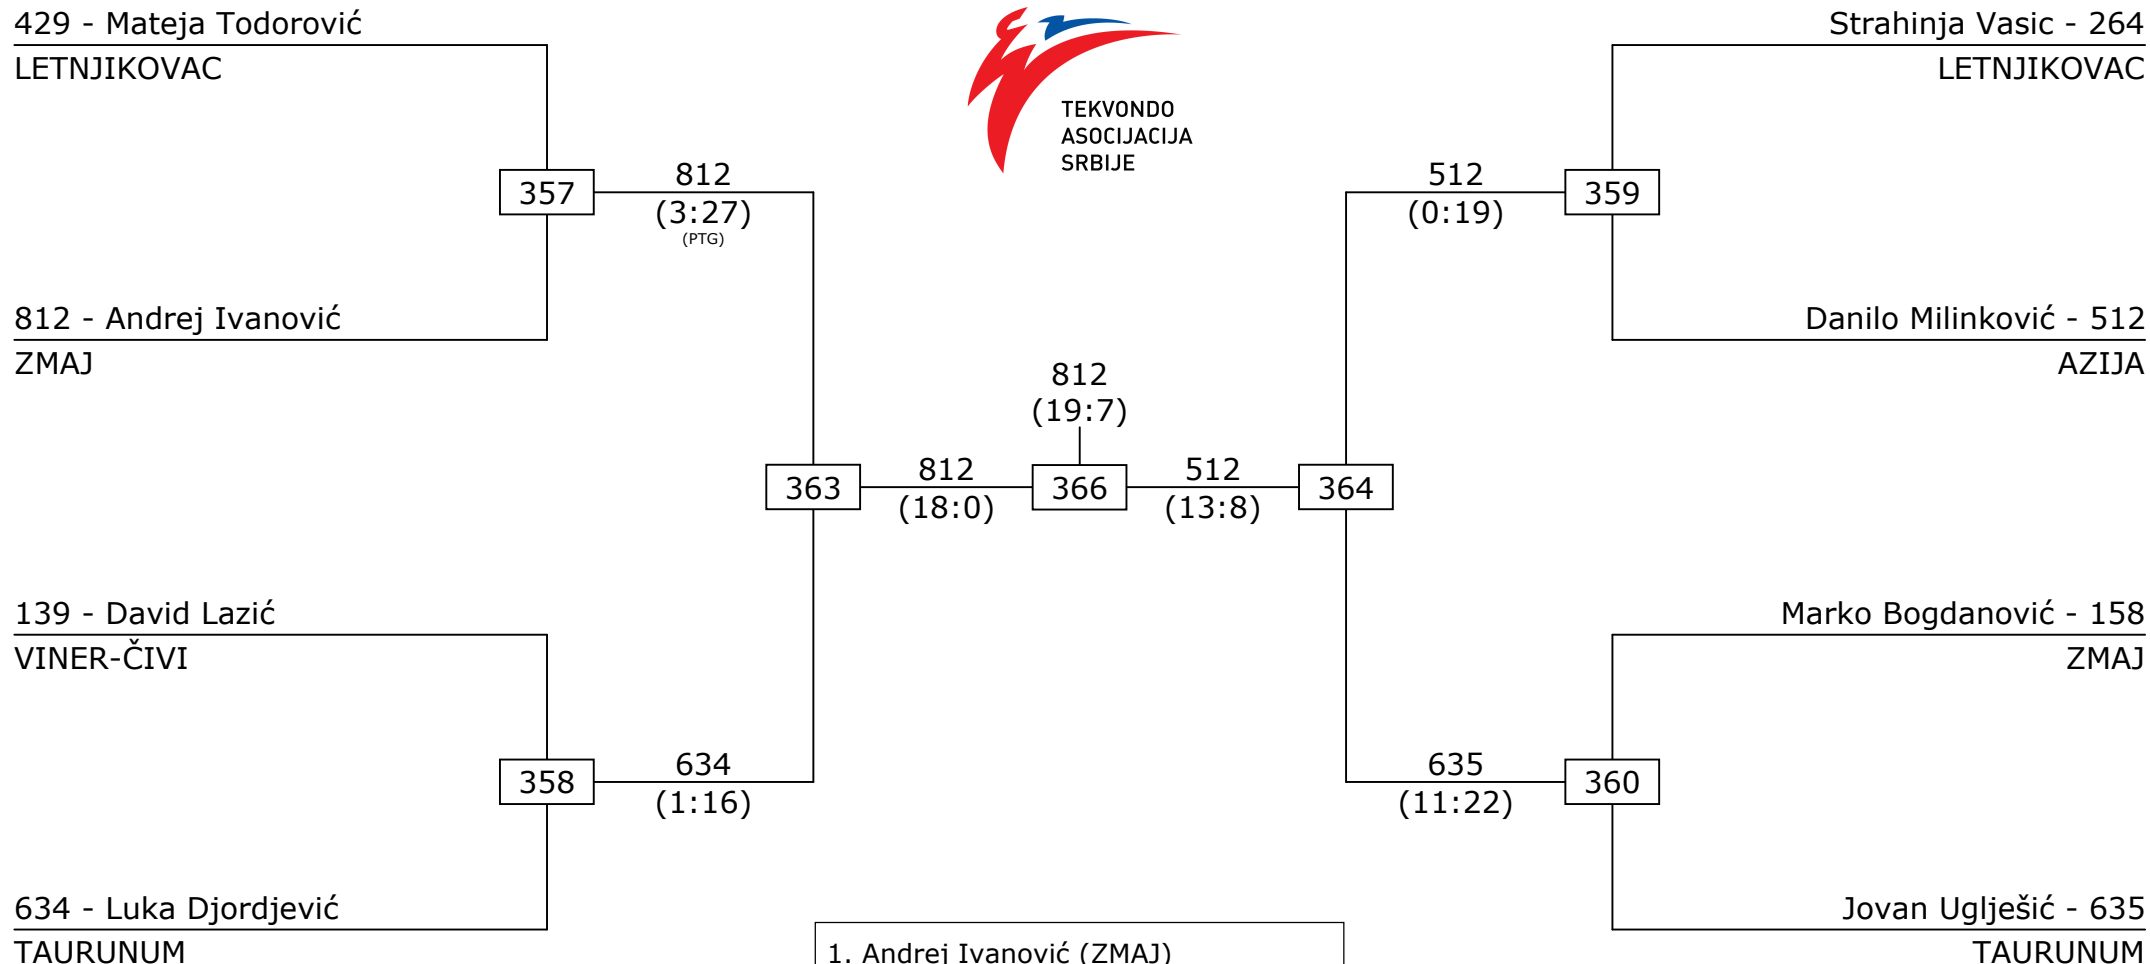 429 - Mateja Todorović
LETNJIKOVAC
Strahinja Vasic - 264
LETNJIKOVAC
TEKVONDO
ASOCIJACIJA
SRBIJE
357
812
(3:27)
(PTG)
512
(0:19)
359
812 - Andrej Ivanović
ZMAJ
Danilo Milinković - 512
AZIJA
812
(19:7)
363
812
(18:0)
366
512
(13:8)
364
139 - David Lazić
VINER-ČIVI
Marko Bogdanović - 158
ZMAJ
358
634
(1:16)
635
(11:22)
360
634 - Luka Djordjević
TAURUNUM
Jovan Uglješić - 635
TAURUNUM
1. Andrej Ivanović (ZMAJ)